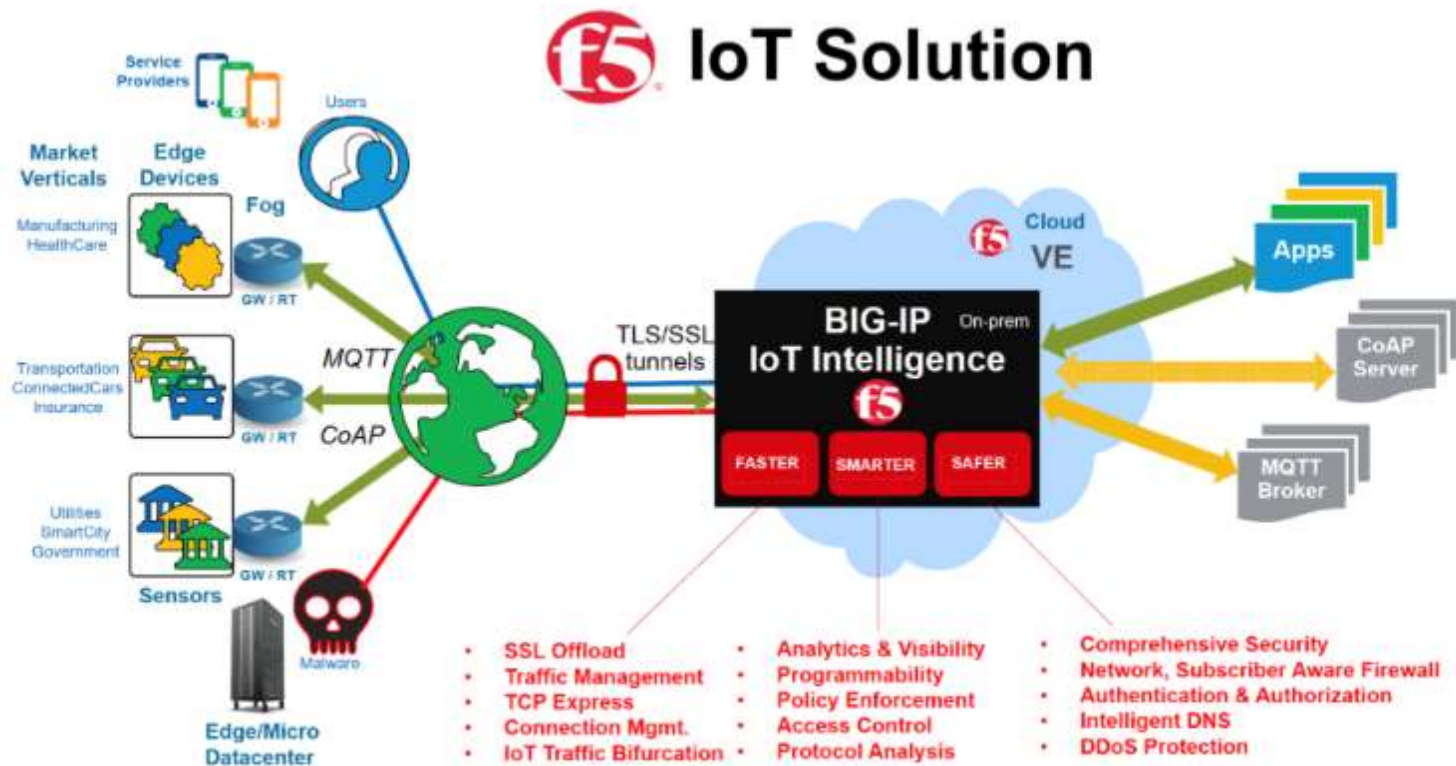 f5 IoT Solution
Service
Providers
Users
Market
Verticals
Edge
Devices
Fog
Manufacturing
HealthCare
GW / RT
Transportation
ConnectedCars
Insurance
GW / RT
Utilities
SmartCity
Government
GW / RT
Sensors
Malware
Edge/Micro
Datacenter
MQTT
CoAP
TLS/SSL
tunnels
f5 Cloud
VE
BIG-IP On-prem
IoT Intelligence
f5
FASTER
SMARTER
SAFER
Apps
CoAP
Server
MQTT
Broker
• SSL Offload
• Traffic Management
• TCP Express
• Connection Mgmt.
• IoT Traffic Bifurcation
• Analytics & Visibility
• Programmability
• Policy Enforcement
• Access Control
• Protocol Analysis
• Comprehensive Security
• Network, Subscriber Aware Firewall
• Authentication & Authorization
• Intelligent DNS
• DDoS Protection